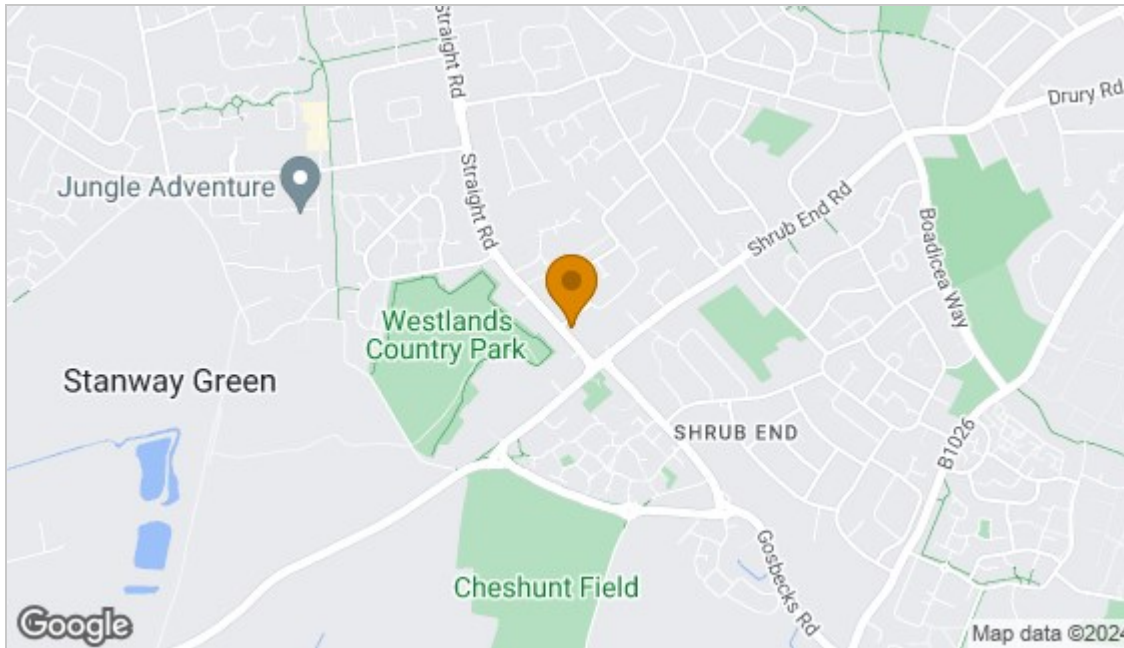 Straight Rd
Drury Rd
Jungle Adventure
Straight Rd
Shrub End Rd
Boadicea Way
Westlands
Country Park
Stanway Green
SHRUB END
B1026
Gosbecks Rd
Cheshunt Field
Google
Map data ©2024